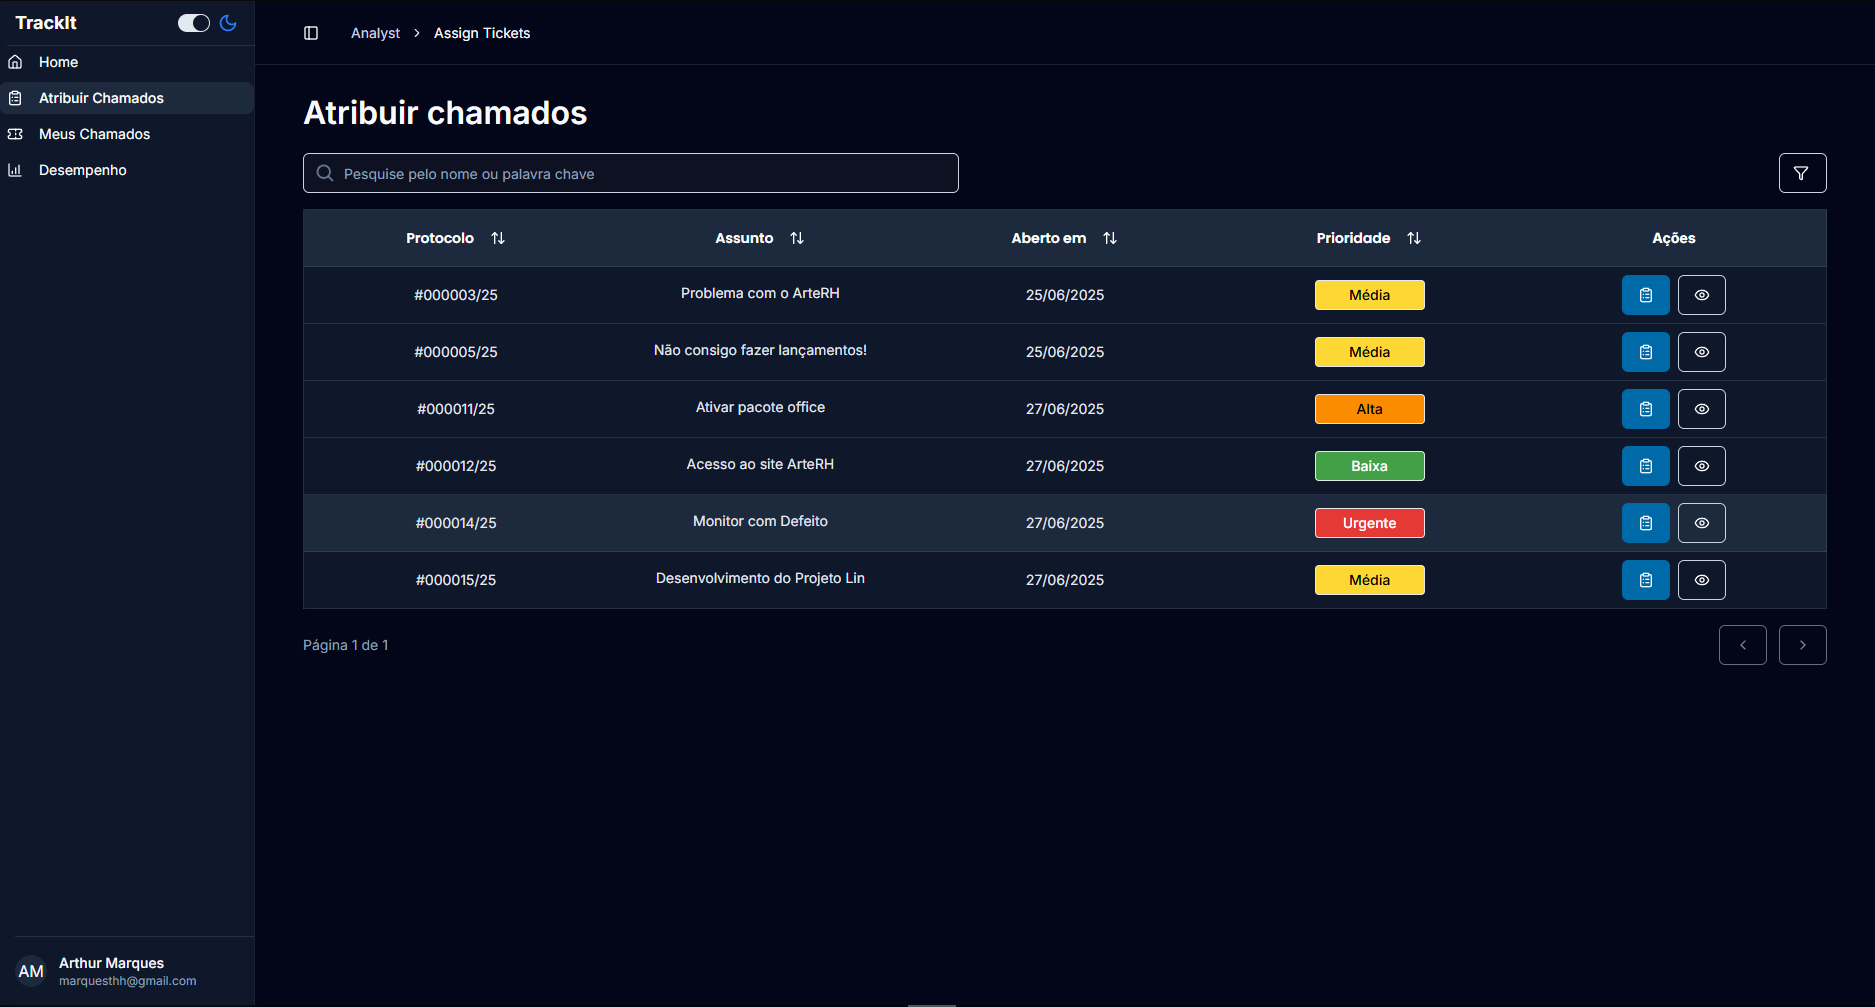 TrackIt
Home
Atribuir Chamados
Meus Chamados
Desempenho
Analyst > Assign Tickets
Atribuir chamados
Pesquise pelo nome ou palavra chave
Protocolo Assunto Aberto em Prioridade Ações
#000003/25 Problema com o ArteRH 25/06/2025 Média
#000005/25 Não consigo fazer lançamentos! 25/06/2025 Média
#000011/25 Ativar pacote office 27/06/2025 Alta
#000012/25 Acesso ao site ArteRH 27/06/2025 Baixa
#000014/25 Monitor com Defeito 27/06/2025 Urgente
#000015/25 Desenvolvimento do Projeto Lin 27/06/2025 Média
Página 1 de 1
AM
Arthur Marques
marquesthh@gmail.com